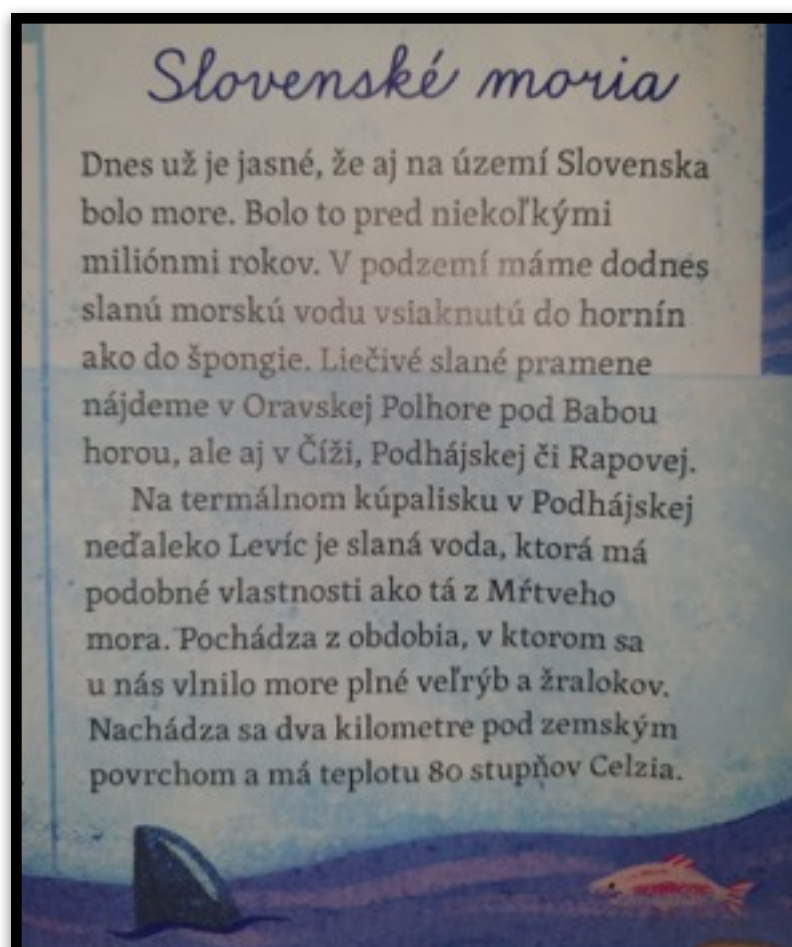 Slovenské moria
Dnes už je jasné, že aj na území Slovenska
bolo more. Bolo to pred niekoľkými
miliónmi rokov. V podzemí máme dodnes
slanú morskú vodu vsiaknutú do hornín
ako do špongie. Liečivé slané pramene
nájdeme v Oravskej Polhore pod Babou
horou, ale aj v Číži, Podhájskej či Rapovej.
Na termálnom kúpalisku v Podhájskej
neďaleko Levíc je slaná voda, ktorá má
podobné vlastnosti ako tá z Mŕtveho
mora. Pochádza z obdobia, v ktorom sa
u nás vlnilo more plné veľrýb a žralokov.
Nachádza sa dva kilometre pod zemským
povrchom a má teplotu 80 stupňov Celzia.